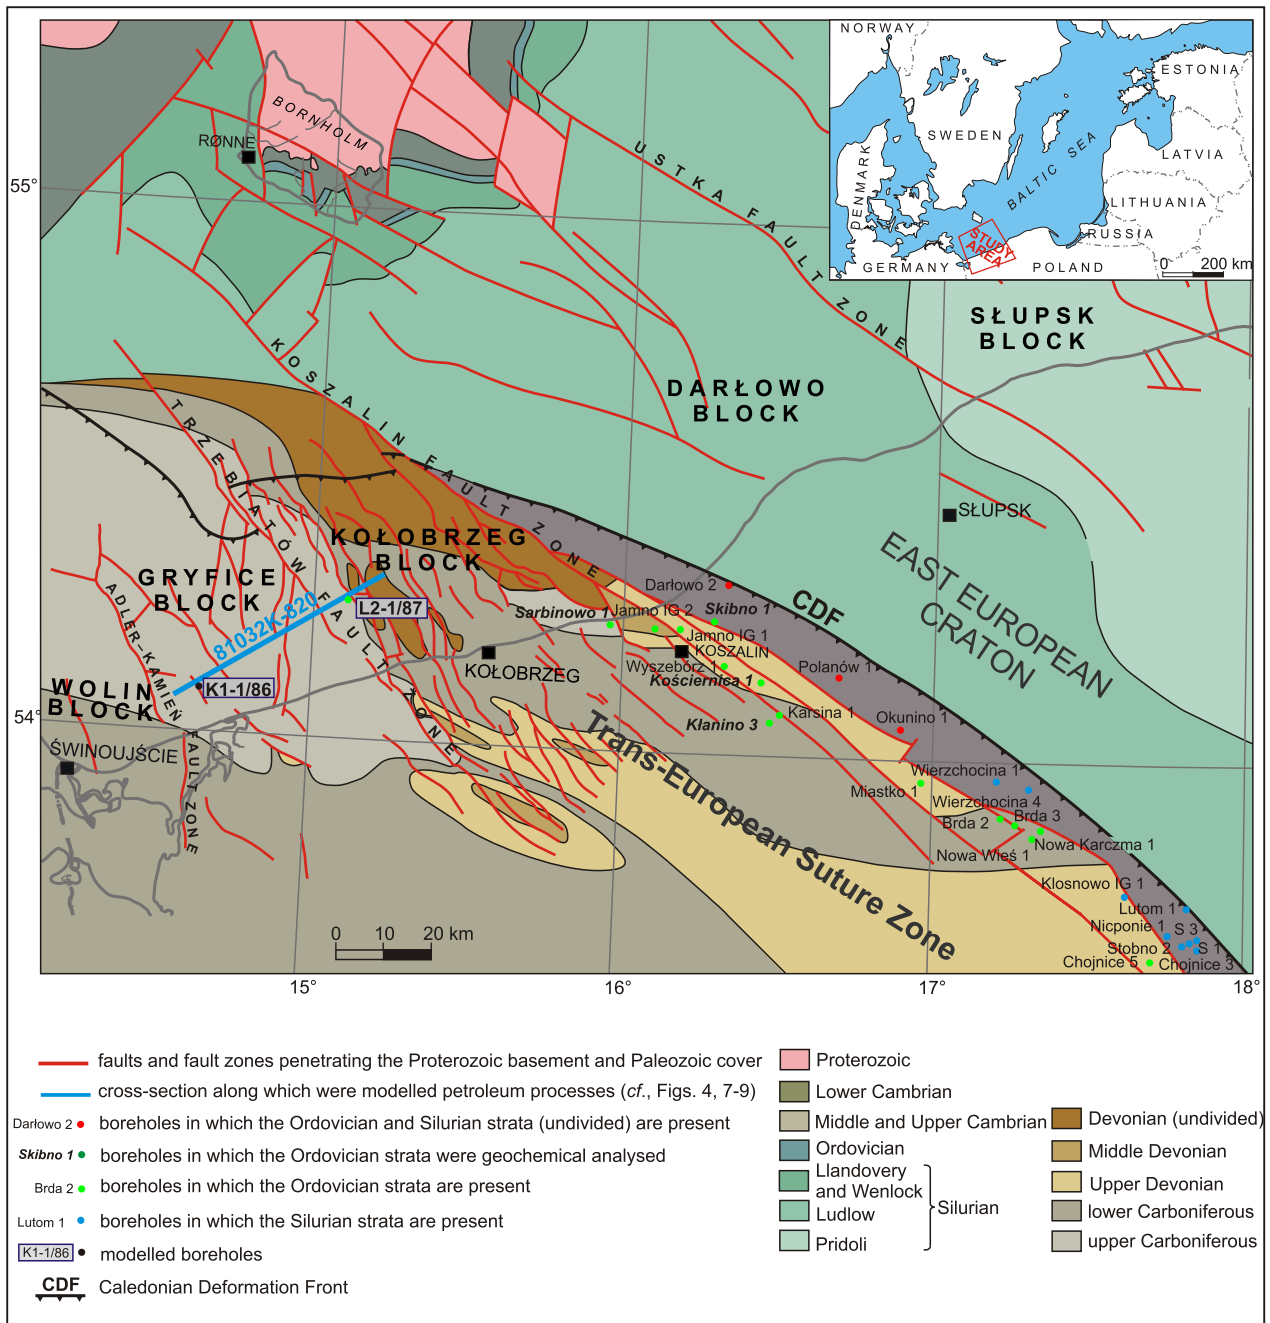 NORWAY
ESTONIA
SWEDEN
LATVIA
BALTIC SEA
DENMARK
LITHUANIA
RUSSIA
STUDY
AREA
GERMANY
POLAND
0 200 km
BORNHOLM
RØNNE
55°
USTKA FAULT ZONE
SŁUPSK
BLOCK
DARŁOWO
BLOCK
KOSZALIN FAULT ZONE
TRZEBIATÓW FAULT ZONE
SŁUPSK
EAST EUROPEAN
CRATON
KOŁOBRZEG
BLOCK
GRYFICE
BLOCK
ADLER–KAMIEŃ FAULT ZONE
81032K-820
L2-1/87
K1-1/86
WOLIN
BLOCK
54°
ŚWINOUJŚCIE
KOŁOBRZEG
CDF
Darłowo 2
Sarbinowo 1
Jamno IG 2
Skibno 1
Jamno IG 1
KOSZALIN
Wyszebórz 1
Kościernica 1
Polanów 1
Karsina 1
Kłanino 3
Okunino 1
Trans-European Suture Zone
Wierzchocina 1
Miastko 1
Wierzchocina 4
Brda 2
Brda 3
Nowa Karczma 1
Nowa Wieś 1
Klosnowo IG 1
Lutom 1
Nicponie 1
S 3
Stobno 2
S 1
Chojnice 5
Chojnice 3
0 10 20 km
15°
16°
17°
18°
faults and fault zones penetrating the Proterozoic basement and Paleozoic cover
cross-section along which were modelled petroleum processes (cf., Figs. 4, 7-9)
Darłowo 2 boreholes in which the Ordovician and Silurian strata (undivided) are present
Skibno 1 boreholes in which the Ordovician strata were geochemical analysed
Brda 2 boreholes in which the Ordovician strata are present
Lutom 1 boreholes in which the Silurian strata are present
K1-1/86 modelled boreholes
CDF Caledonian Deformation Front
Proterozoic
Lower Cambrian
Middle and Upper Cambrian
Ordovician
Llandovery
and Wenlock
Ludlow
Pridoli
Silurian
Devonian (undivided)
Middle Devonian
Upper Devonian
lower Carboniferous
upper Carboniferous